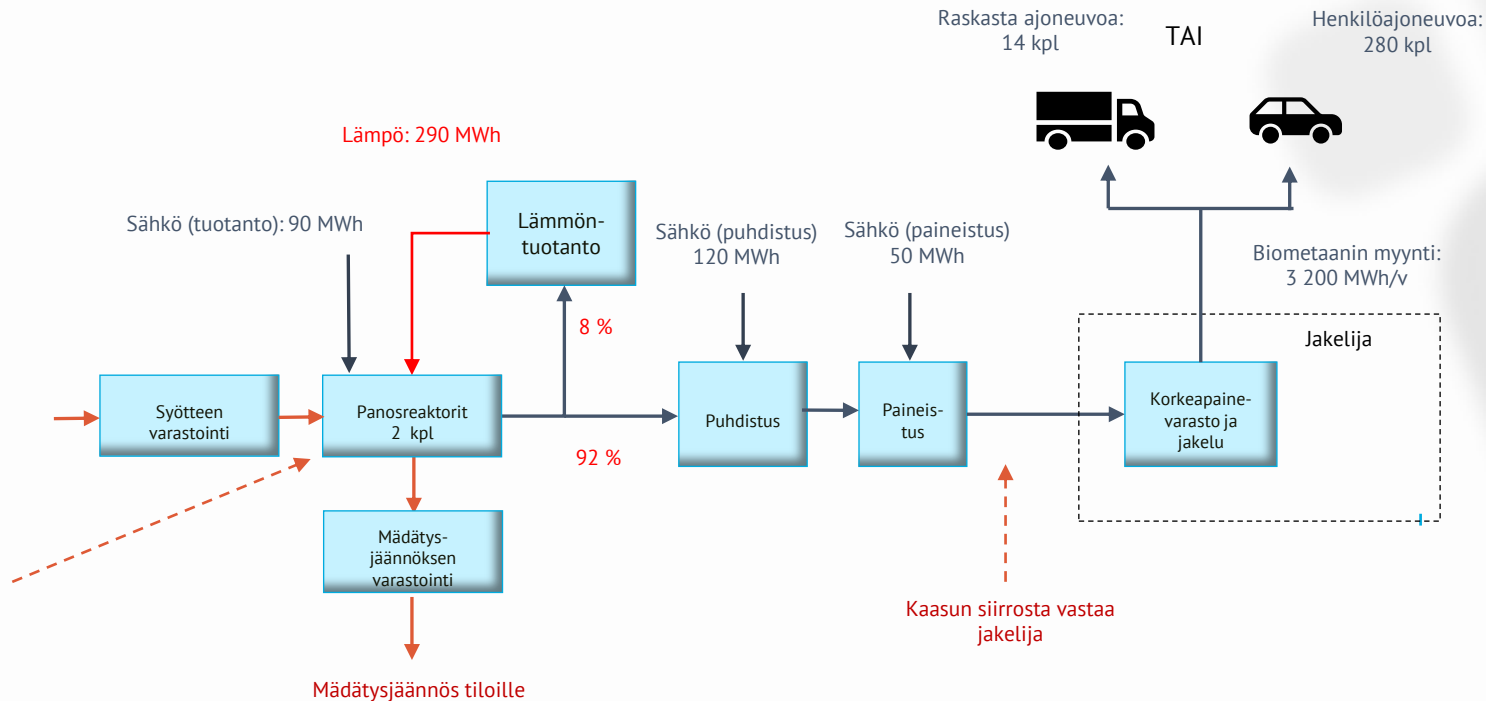 Raskasta ajoneuvoa:
14 kpl
TAI
Henkilöajoneuvoa:
280 kpl
Lämpö: 290 MWh
Sähkö (tuotanto): 90 MWh
Lämmön-
tuotanto
Sähkö (puhdistus)
120 MWh
Sähkö (paineistus)
50 MWh
Biometaanin myynti:
3 200 MWh/v
8 %
Jakelija
Syötteen
varastointi
Panosreaktorit
2 kpl
92 %
Puhdistus
Paineis-
tus
Korkeapaine-
varasto ja
jakelu
Mädätys-
jäännöksen
varastointi
Kaasun siirrosta vastaa
jakelija
Mädätysjäännös tiloille